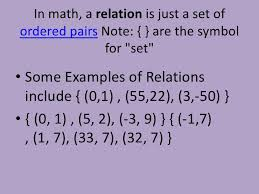 In math, a relation is just a set of
ordered pairs Note: { } are the symbol
for "set"
• Some Examples of Relations
include { (0,1) , (55,22), (3,-50) }
• { (0, 1) , (5, 2), (-3, 9) } { (-1,7)
, (1, 7), (33, 7), (32, 7) }